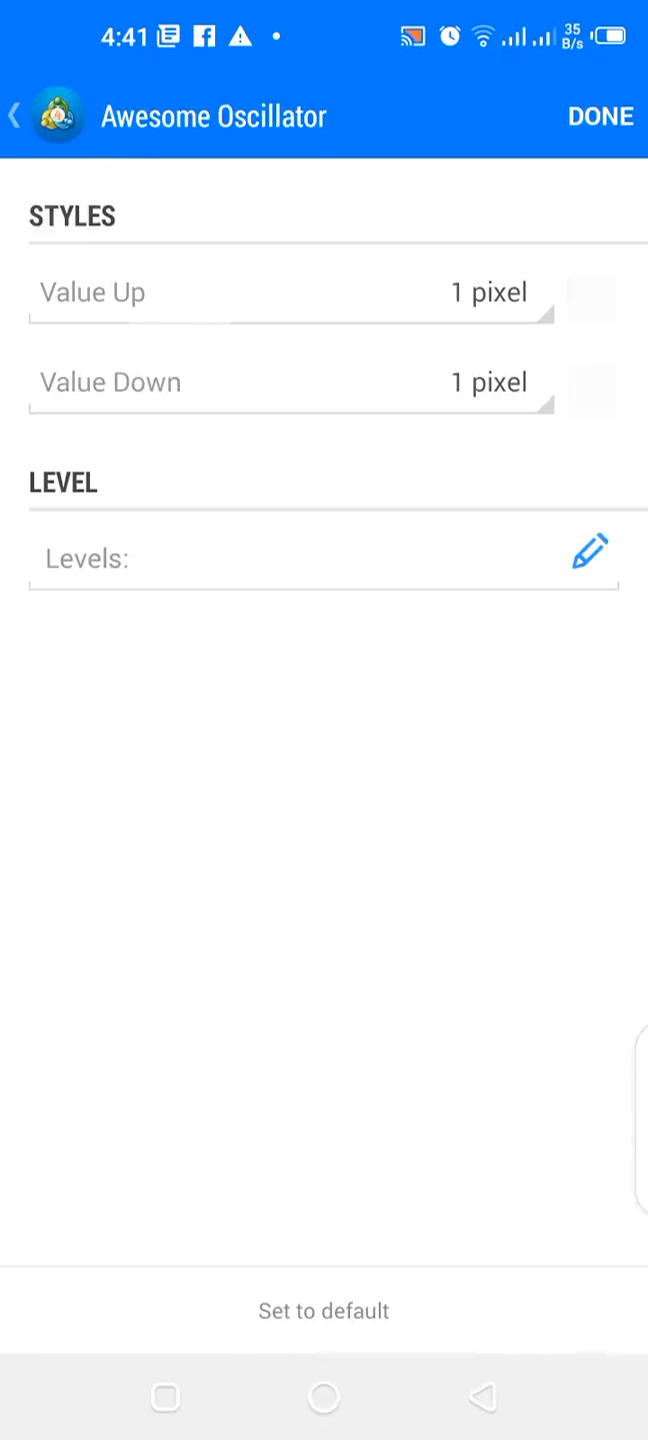 4:41
35
B/s
Awesome Oscillator
DONE
STYLES
Value Up 1 pixel
Value Down 1 pixel
LEVEL
Levels:
Set to default